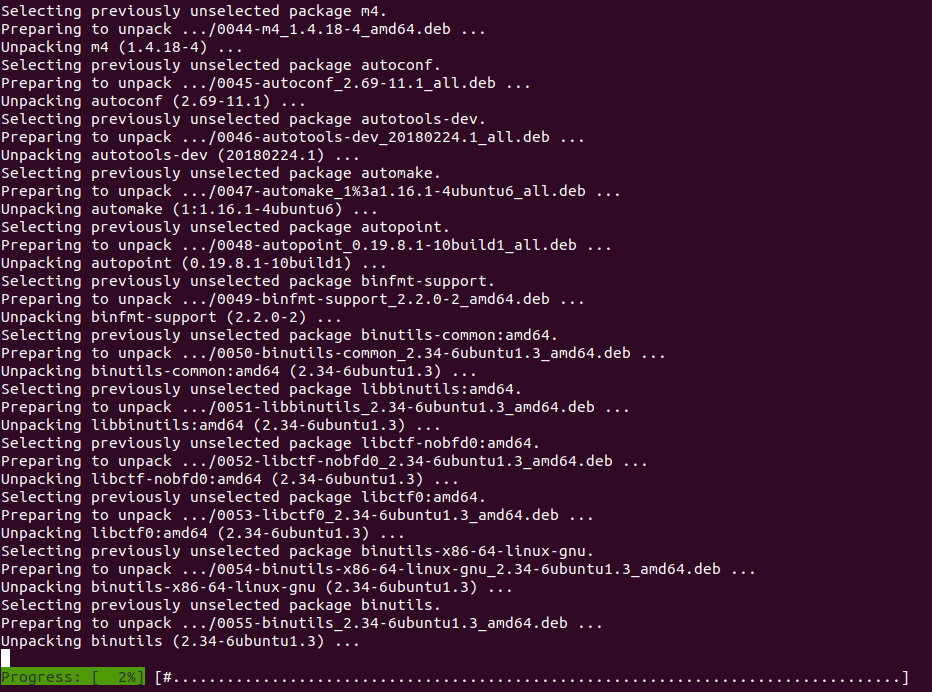 Selecting previously unselected package m4.
Preparing to unpack .../0044-m4_1.4.18-4_amd64.deb ...
Unpacking m4 (1.4.18-4) ...
Selecting previously unselected package autoconf.
Preparing to unpack .../0045-autoconf_2.69-11.1_all.deb ...
Unpacking autoconf (2.69-11.1) ...
Selecting previously unselected package autotools-dev.
Preparing to unpack .../0046-autotools-dev_20180224.1_all.deb ...
Unpacking autotools-dev (20180224.1) ...
Selecting previously unselected package automake.
Preparing to unpack .../0047-automake_1%3a1.16.1-4ubuntu6_all.deb ...
Unpacking automake (1:1.16.1-4ubuntu6) ...
Selecting previously unselected package autopoint.
Preparing to unpack .../0048-autopoint_0.19.8.1-10build1_all.deb ...
Unpacking autopoint (0.19.8.1-10build1) ...
Selecting previously unselected package binfmt-support.
Preparing to unpack .../0049-binfmt-support_2.2.0-2_amd64.deb ...
Unpacking binfmt-support (2.2.0-2) ...
Selecting previously unselected package binutils-common:amd64.
Preparing to unpack .../0050-binutils-common_2.34-6ubuntu1.3_amd64.deb ...
Unpacking binutils-common:amd64 (2.34-6ubuntu1.3) ...
Selecting previously unselected package libbinutils:amd64.
Preparing to unpack .../0051-libbinutils_2.34-6ubuntu1.3_amd64.deb ...
Unpacking libbinutils:amd64 (2.34-6ubuntu1.3) ...
Selecting previously unselected package libctf-nobfd0:amd64.
Preparing to unpack .../0052-libctf-nobfd0_2.34-6ubuntu1.3_amd64.deb ...
Unpacking libctf-nobfd0:amd64 (2.34-6ubuntu1.3) ...
Selecting previously unselected package libctf0:amd64.
Preparing to unpack .../0053-libctf0_2.34-6ubuntu1.3_amd64.deb ...
Unpacking libctf0:amd64 (2.34-6ubuntu1.3) ...
Selecting previously unselected package binutils-x86-64-linux-gnu.
Preparing to unpack .../0054-binutils-x86-64-linux-gnu_2.34-6ubuntu1.3_amd64.deb ...
Unpacking binutils-x86-64-linux-gnu (2.34-6ubuntu1.3) ...
Selecting previously unselected package binutils.
Preparing to unpack .../0055-binutils_2.34-6ubuntu1.3_amd64.deb ...
Unpacking binutils (2.34-6ubuntu1.3) ...
Progress: [  2%] [#.................................................................................]